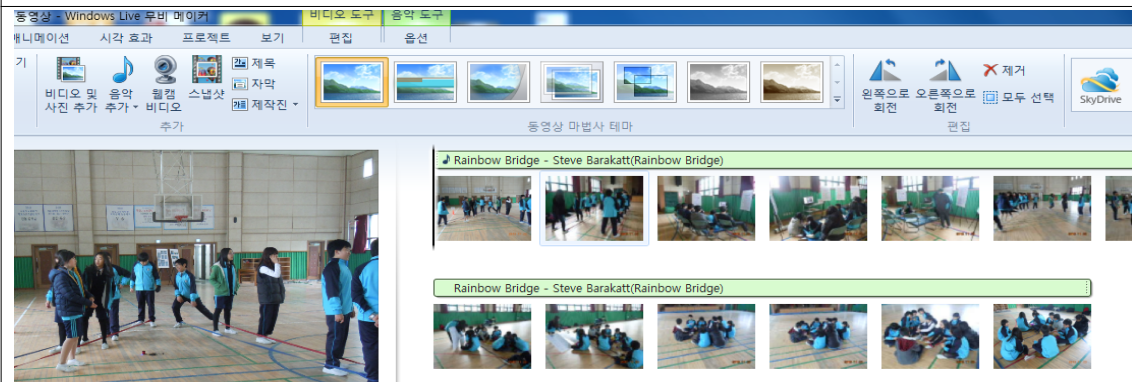 동영상 - Windows Live 무비 메이커
비디오 도구
음악 도구
애니메이션
시각 효과
프로젝트
보기
편집
옵션
기
비디오 및
사진 추가
음악
추가
웹캠
비디오
스냅샷
제목
자막
제작진
추가
동영상 마법사 테마
왼쪽으로
회전
오른쪽으로
회전
제거
모두 선택
편집
SkyDrive
Rainbow Bridge - Steve Barakatt(Rainbow Bridge)
Rainbow Bridge - Steve Barakatt(Rainbow Bridge)